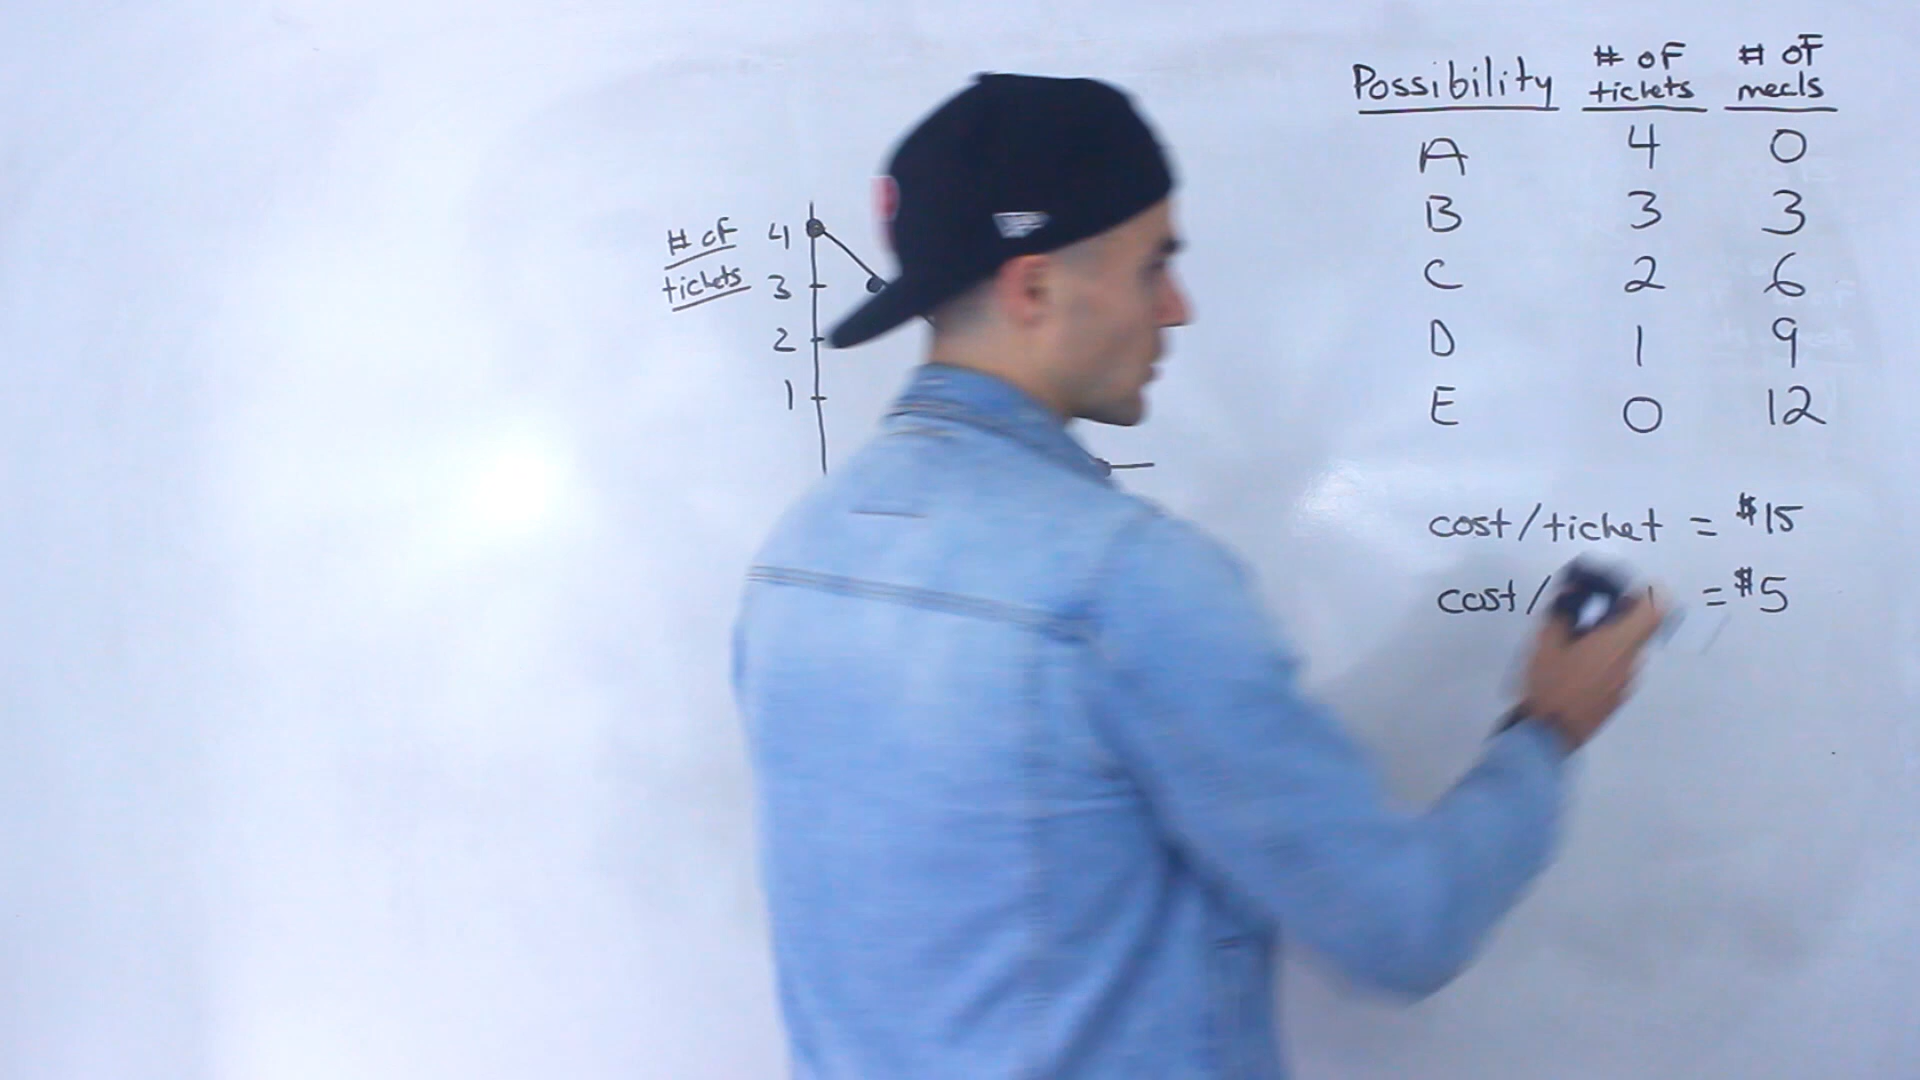 Possibility # of tickets # of meals
A 4 0
B 3 3
C 2 6
D 1 9
E 0 12
cost/ticket = $15
cost/ = $5
# of tickets
4
3
2
1